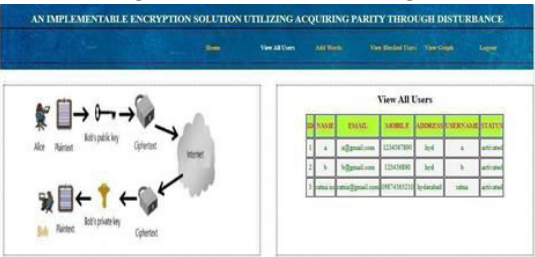 AN IMPLEMENTABLE ENCRYPTION SOLUTION UTILIZING ACQUIRING PARITY THROUGH DISTURBANCE
Home View All Users Add Words View Blocked Users View Graph Logout
Alice Plaintext Bob's public key Ciphertext
Internet
Bob Plaintext Bob's private key Ciphertext
View All Users
ID NAME EMAIL MOBILE ADDRESS USERNAME STATUS
1 a a@gmail.com 1234567890 hyd a activated
2 b b@gmail.com hyd b activated
3 hyderabad ratna activated